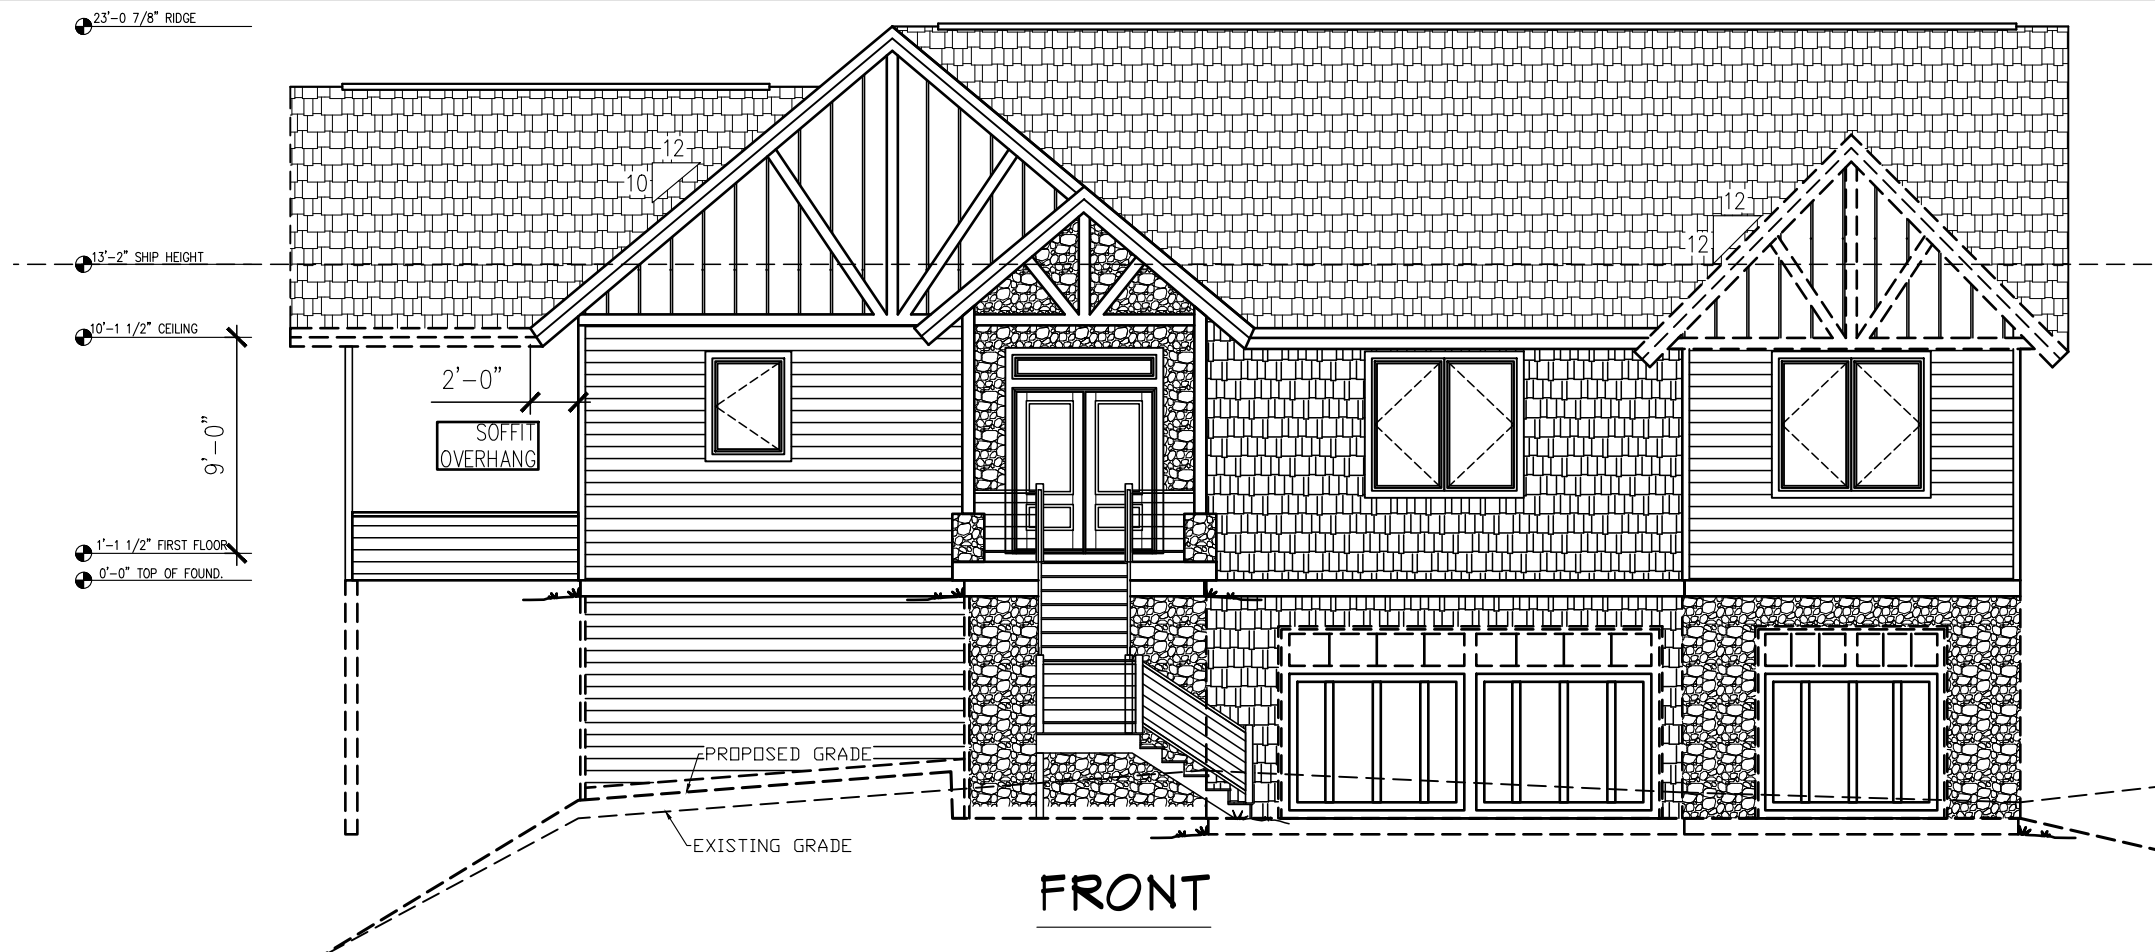 23'-0 7/8" RIDGE
12
10
12
12
13'-2" SHIP HEIGHT
10'-1 1/2" CEILING
2'-0"
9'-0"
SOFFIT
OVERHANG
1'-1 1/2" FIRST FLOOR
0'-0" TOP OF FOUND.
PROPOSED GRADE
EXISTING GRADE
FRONT